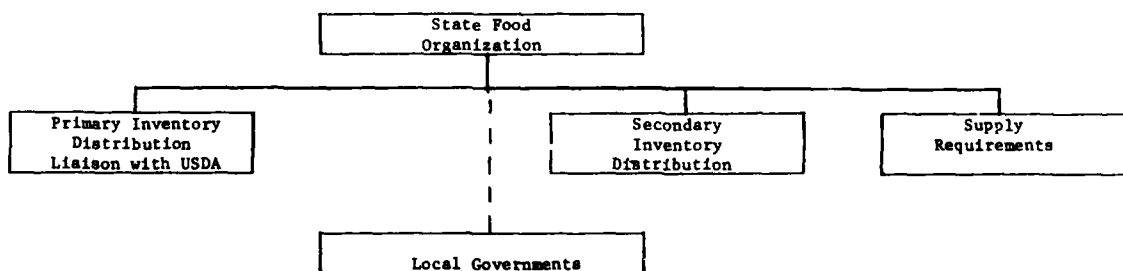 State Food
Organization
Primary Inventory
Distribution
Liaison with USDA
Secondary
Inventory
Distribution
Supply
Requirements
Local Governments